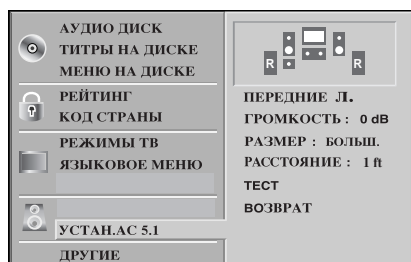 АУДИО ДИСК
ТИТРЫ НА ДИСКЕ
МЕНЮ НА ДИСКЕ
РЕЙТИНГ
КОД СТРАНЫ
РЕЖИМЫ ТВ
ЯЗЫКОВОЕ МЕНЮ
УСТАН.АС 5.1
ДРУГИЕ
R R
ПЕРЕДНИЕ Л.
ГРОМКОСТЬ : 0 dB
РАЗМЕР : БОЛЬШ.
РАССТОЯНИЕ : 1 ft
ТЕСТ
ВОЗВРАТ